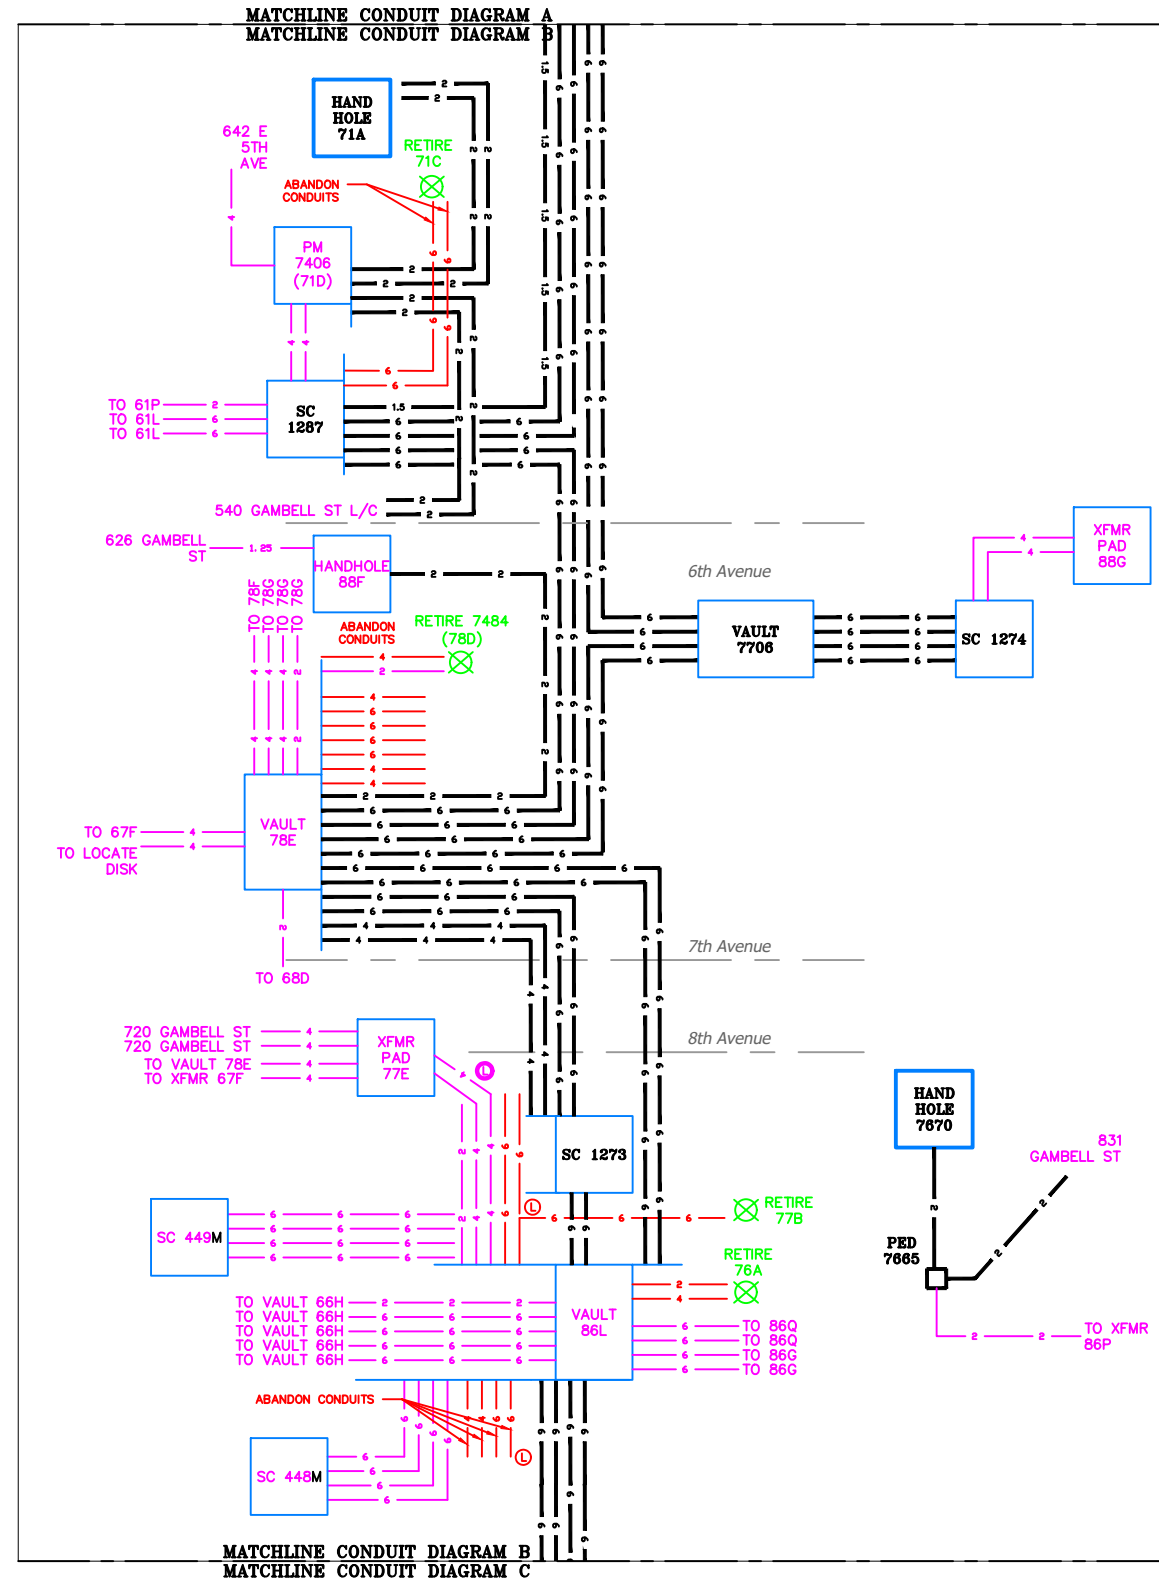 MATCHLINE CONDUIT DIAGRAM A
MATCHLINE CONDUIT DIAGRAM B
HAND
HOLE
71A
642 E
5TH
AVE
RETIRE
71C
ABANDON
CONDUITS
PM
7406
(71D)
TO 61P
TO 61L
TO 61L
SC
1287
540 GAMBELL ST L/C
626 GAMBELL
ST
1.25
HANDHOLE
88F
6th Avenue
XFMR
PAD
88G
TO 78F
TO 78G
TO 78G
TO 78G
ABANDON
CONDUITS
RETIRE 7484
(78D)
VAULT
7706
SC 1274
VAULT
78E
TO 67F
TO LOCATE
DISK
TO 68D
7th Avenue
8th Avenue
720 GAMBELL ST
720 GAMBELL ST
TO VAULT 78E
TO XFMR 67F
XFMR
PAD
77E
L
HAND
HOLE
7670
SC 1273
831
GAMBELL ST
SC 449M
L
RETIRE
77B
PED
7665
RETIRE
76A
TO VAULT 66H
TO VAULT 66H
TO VAULT 66H
TO VAULT 66H
TO VAULT 66H
VAULT
86L
TO 86Q
TO 86Q
TO 86G
TO 86G
TO XFMR
86P
ABANDON CONDUITS
L
SC 448M
MATCHLINE CONDUIT DIAGRAM B
MATCHLINE CONDUIT DIAGRAM C